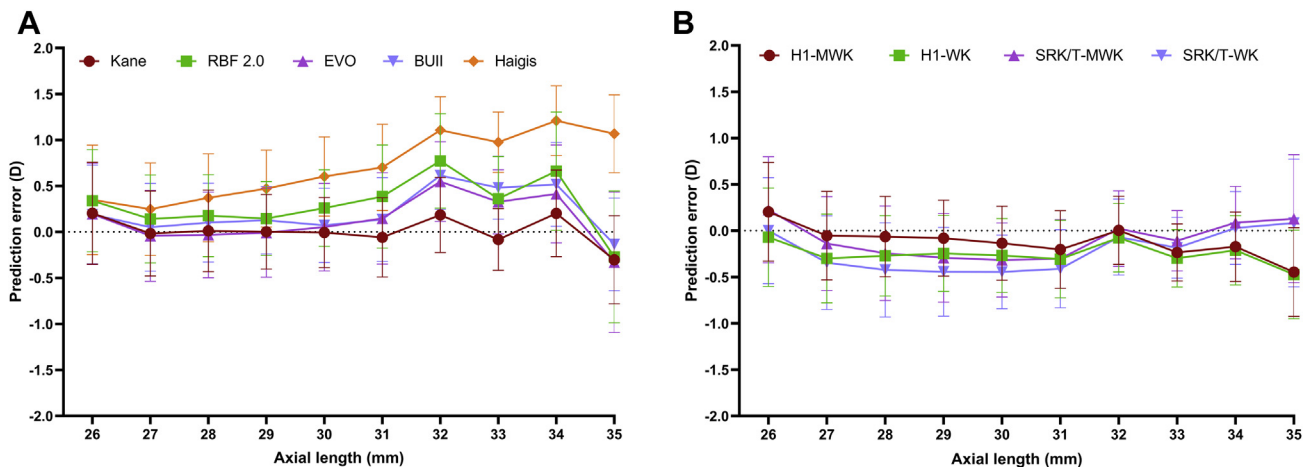 A
Kane RBF 2.0 EVO BUII Haigis
Prediction error (D)
2.0
1.5
1.0
0.5
0.0
-0.5
-1.0
-1.5
-2.0
26 27 28 29 30 31 32 33 34 35
Axial length (mm)
B
H1-MWK H1-WK SRK/T-MWK SRK/T-WK
Prediction error (D)
2.0
1.5
1.0
0.5
0.0
-0.5
-1.0
-1.5
-2.0
26 27 28 29 30 31 32 33 34 35
Axial length (mm)